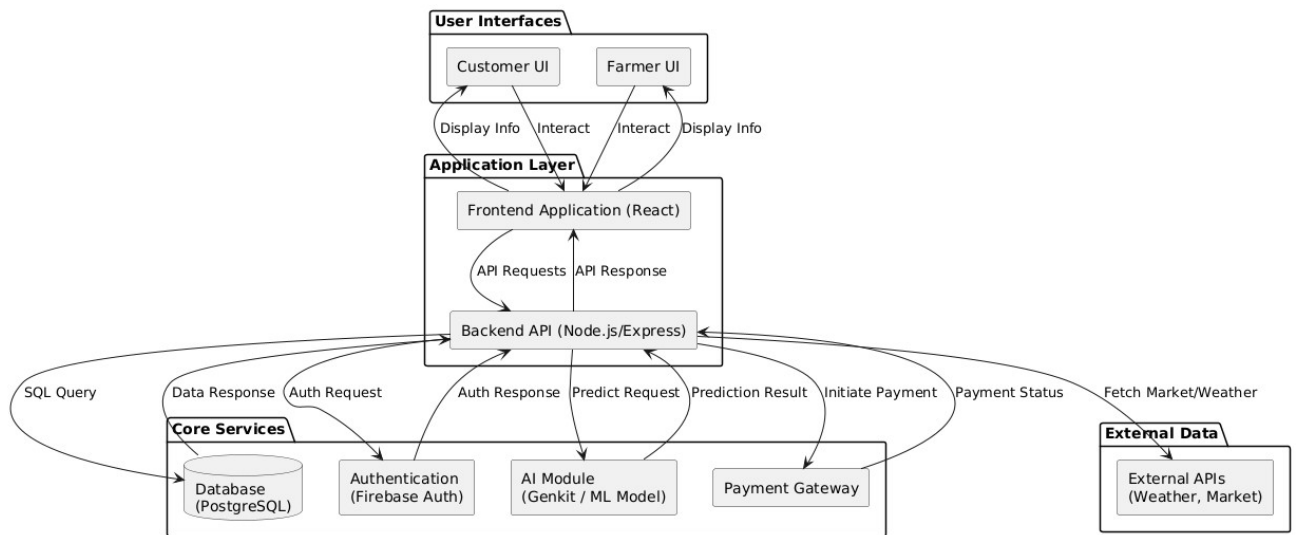 User Interfaces
Customer UI
Farmer UI
Display Info
Interact
Interact
Display Info
Application Layer
Frontend Application (React)
API Requests
API Response
Backend API (Node.js/Express)
SQL Query
Data Response
Auth Request
Auth Response
Predict Request
Prediction Result
Initiate Payment
Payment Status
Fetch Market/Weather
Core Services
Database
(PostgreSQL)
Authentication
(Firebase Auth)
AI Module
(Genkit / ML Model)
Payment Gateway
External Data
External APIs
(Weather, Market)